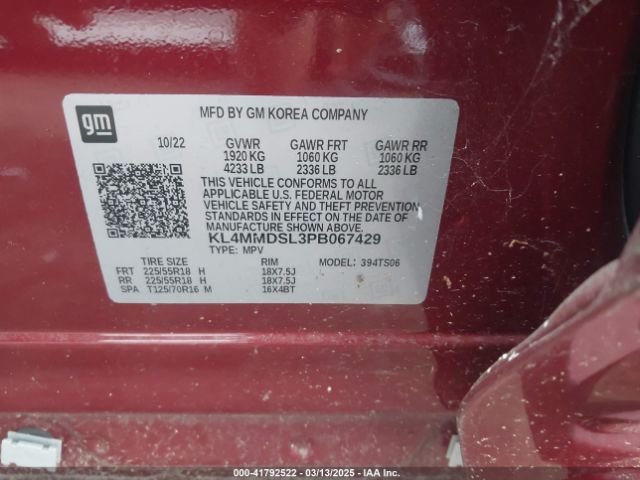 gm
MFD BY GM KOREA COMPANY
10/22 GVWR GAWR FRT GAWR RR
1920 KG 1060 KG 1060 KG
4233 LB 2336 LB 2336 LB
THIS VEHICLE CONFORMS TO ALL
APPLICABLE U.S. FEDERAL MOTOR
VEHICLE SAFETY AND THEFT PREVENTION
STANDARDS IN EFFECT ON THE DATE OF
MANUFACTURE SHOWN ABOVE.
KL4MMDSL3PB067429
TYPE: MPV
TIRE SIZE RIM MODEL: 394TS06
FRT 225/55R18 H 18X7.5J
RR 225/55R18 H 18X7.5J
SPA T125/70R16 M 16X4BT
000-41792522 - 03/13/2025 - IAA Inc.